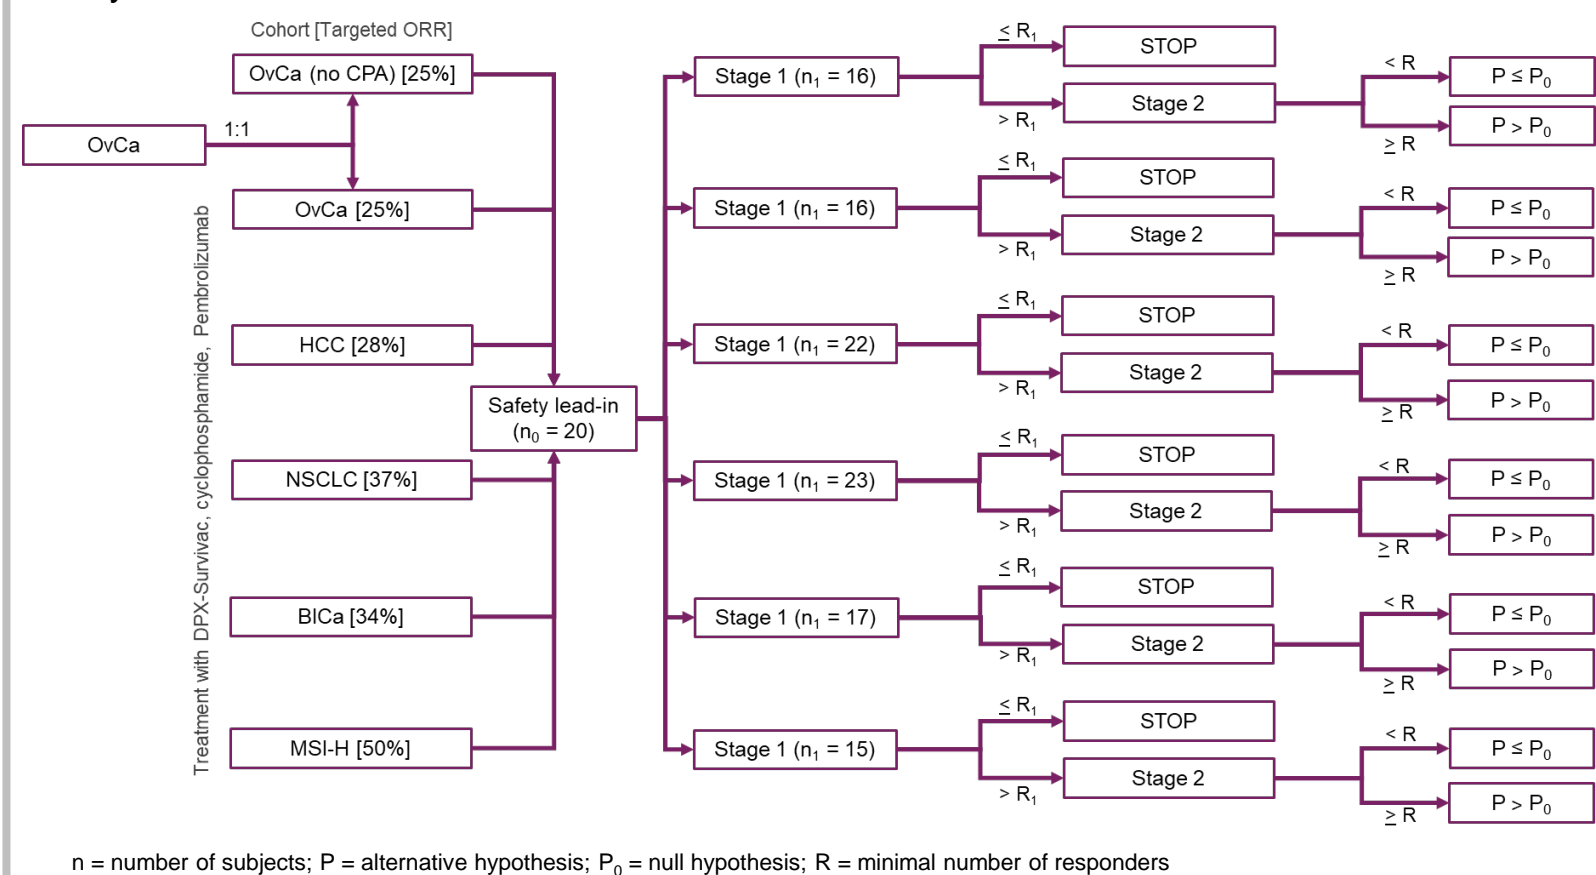 Cohort [Targeted ORR]
OvCa
1:1
OvCa (no CPA) [25%]
OvCa [25%]
HCC [28%]
NSCLC [37%]
BlCa [34%]
MSI-H [50%]
Treatment with DPX-Survivac, cyclophosphamide, Pembrolizumab
Safety lead-in
(n₀ = 20)
Stage 1 (n₁ = 16)
≤ R₁
STOP
> R₁
Stage 2
< R
P ≤ P₀
≥ R
P > P₀
Stage 1 (n₁ = 16)
≤ R₁
STOP
> R₁
Stage 2
< R
P ≤ P₀
≥ R
P > P₀
Stage 1 (n₁ = 22)
≤ R₁
STOP
> R₁
Stage 2
< R
P ≤ P₀
≥ R
P > P₀
Stage 1 (n₁ = 23)
≤ R₁
STOP
> R₁
Stage 2
< R
P ≤ P₀
≥ R
P > P₀
Stage 1 (n₁ = 17)
≤ R₁
STOP
> R₁
Stage 2
< R
P ≤ P₀
≥ R
P > P₀
Stage 1 (n₁ = 15)
≤ R₁
STOP
> R₁
Stage 2
< R
P ≤ P₀
≥ R
P > P₀
n = number of subjects; P = alternative hypothesis; P₀ = null hypothesis; R = minimal number of responders